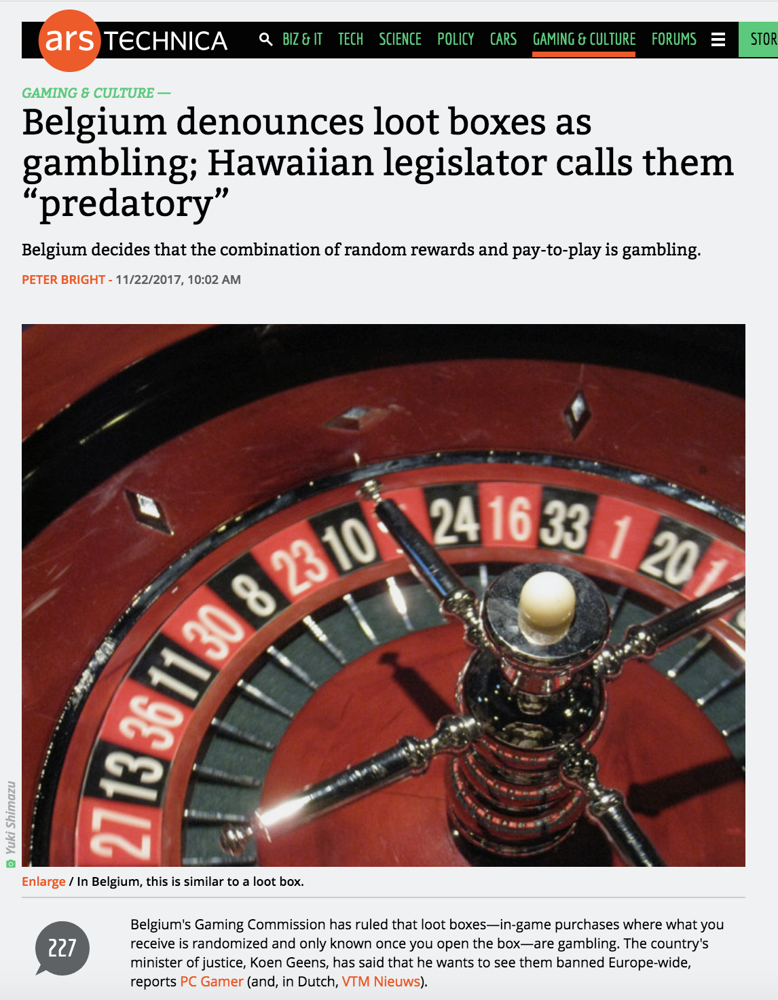 ars TECHNICA
BIZ & IT TECH SCIENCE POLICY CARS GAMING & CULTURE FORUMS
GAMING & CULTURE —
Belgium denounces loot boxes as
gambling; Hawaiian legislator calls them
“predatory”
Belgium decides that the combination of random rewards and pay-to-play is gambling.
PETER BRIGHT - 11/22/2017, 10:02 AM
27 13 36 11 30 8 23 10 24 16 33 1 20
Yuki Shimazu
Enlarge / In Belgium, this is similar to a loot box.
227
Belgium's Gaming Commission has ruled that loot boxes—in-game purchases where what you
receive is randomized and only known once you open the box—are gambling. The country's
minister of justice, Koen Geens, has said that he wants to see them banned Europe-wide,
reports PC Gamer (and, in Dutch, VTM Nieuws).